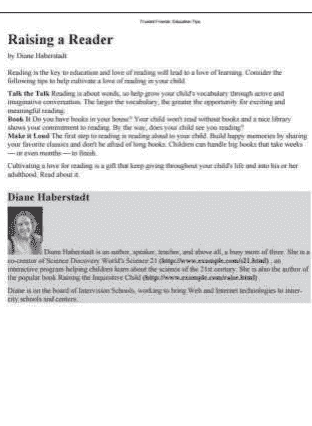 Trusted Friends: Education Tips
Raising a Reader
by Diane Haberstadt
Reading is the key to education and love of reading will lead to a love of learning. Consider the
following tips to help cultivate a love of reading in your child.
Talk the Talk Reading is about words, so help grow your child's vocabulary through active and
imaginative conversation. The larger the vocabulary, the greater the opportunity for exciting and
meaningful reading.
Book It Do you have books in your house? Your child won't read without books and a nice library
shows your commitment to reading. By the way, does your child see you reading?
Make it Loud The first step to reading is reading aloud to your child. Build happy memories by sharing
your favorite classics and don't be afraid of long books. Children can handle big books that take weeks
— or even months — to finish.
Cultivating a love for reading is a gift that keep giving throughout your child's life and into his or her
adulthood. Read about it.
Diane Haberstadt
Diane Haberstadt is an author, speaker, teacher, and above all, a busy mom of three. She is a
co-creator of Science Discovery World's Science 21 (http://www.example.com/s21.html) , an
interactive program helping children learn about the science of the 21st century. She is also the author of
the popular book Raising the Inquisitive Child (http://www.example.com/raise.html)
Diane is on the board of Intervision Schools, working to bring Web and Internet technologies to inner-
city schools and centers.